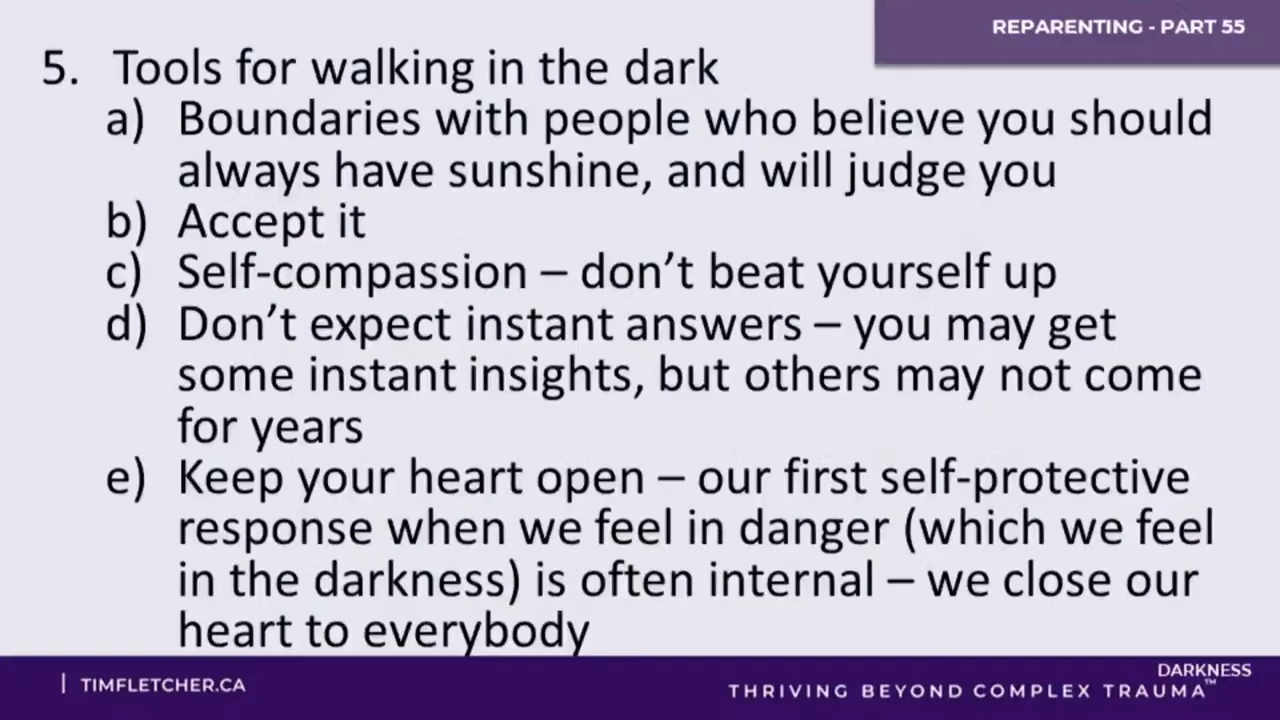 REPARENTING - PART 55
5. Tools for walking in the dark
a) Boundaries with people who believe you should
always have sunshine, and will judge you
b) Accept it
c) Self-compassion – don’t beat yourself up
d) Don’t expect instant answers – you may get
some instant insights, but others may not come
for years
e) Keep your heart open – our first self-protective
response when we feel in danger (which we feel
in the darkness) is often internal – we close our
heart to everybody
| TIMFLETCHER.CA
DARKNESS
THRIVING BEYOND COMPLEX TRAUMA™